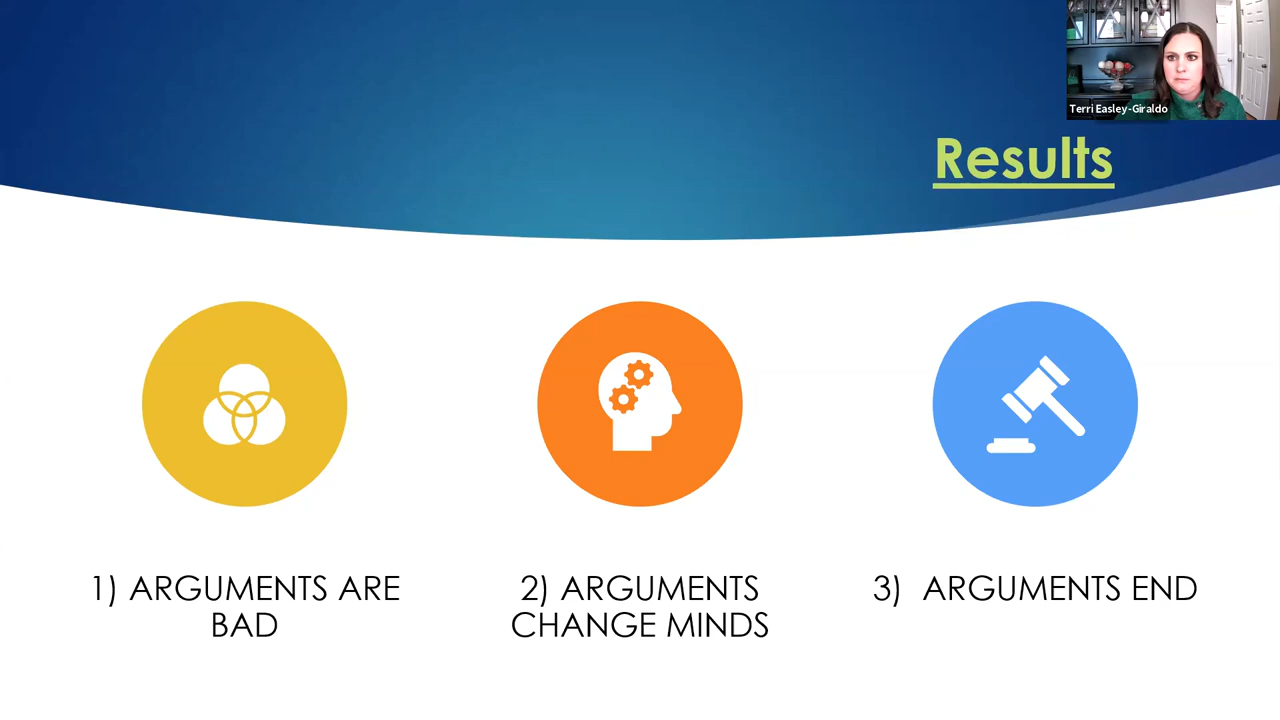 Terri Easley-Giraldo
Results
1) ARGUMENTS ARE
BAD
2) ARGUMENTS
CHANGE MINDS
3) ARGUMENTS END